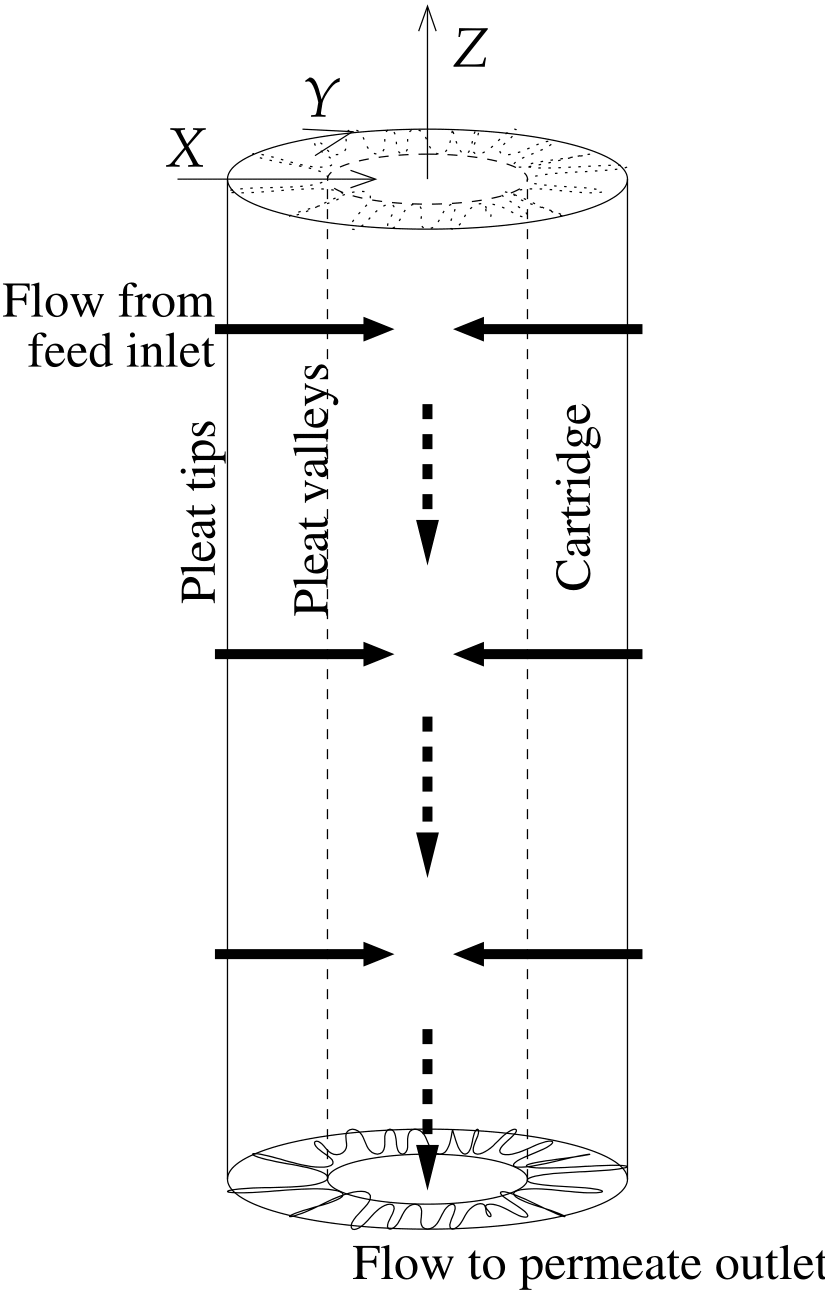 Z
Y
X
Flow from
feed inlet
Pleat tips
Pleat valleys
Cartridge
Flow to permeate outlet